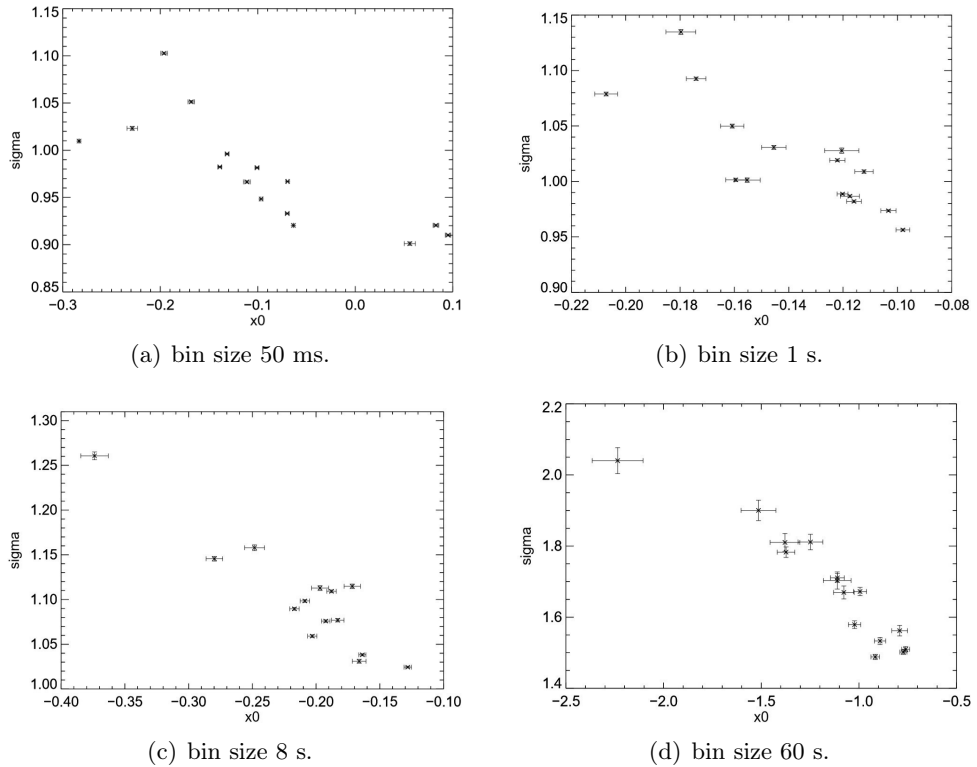 1.15
1.10
1.05
1.00
0.95
0.90
0.85
sigma
−0.3 −0.2 −0.1 0.0 0.1
x0
(a) bin size 50 ms.
1.15
1.10
1.05
1.00
0.95
0.90
sigma
−0.22 −0.20 −0.18 −0.16 −0.14 −0.12 −0.10 −0.08
x0
(b) bin size 1 s.
1.30
1.25
1.20
1.15
1.10
1.05
1.00
sigma
−0.40 −0.35 −0.30 −0.25 −0.20 −0.15 −0.10
x0
(c) bin size 8 s.
2.2
2.0
1.8
1.6
1.4
sigma
−2.5 −2.0 −1.5 −1.0 −0.5
x0
(d) bin size 60 s.